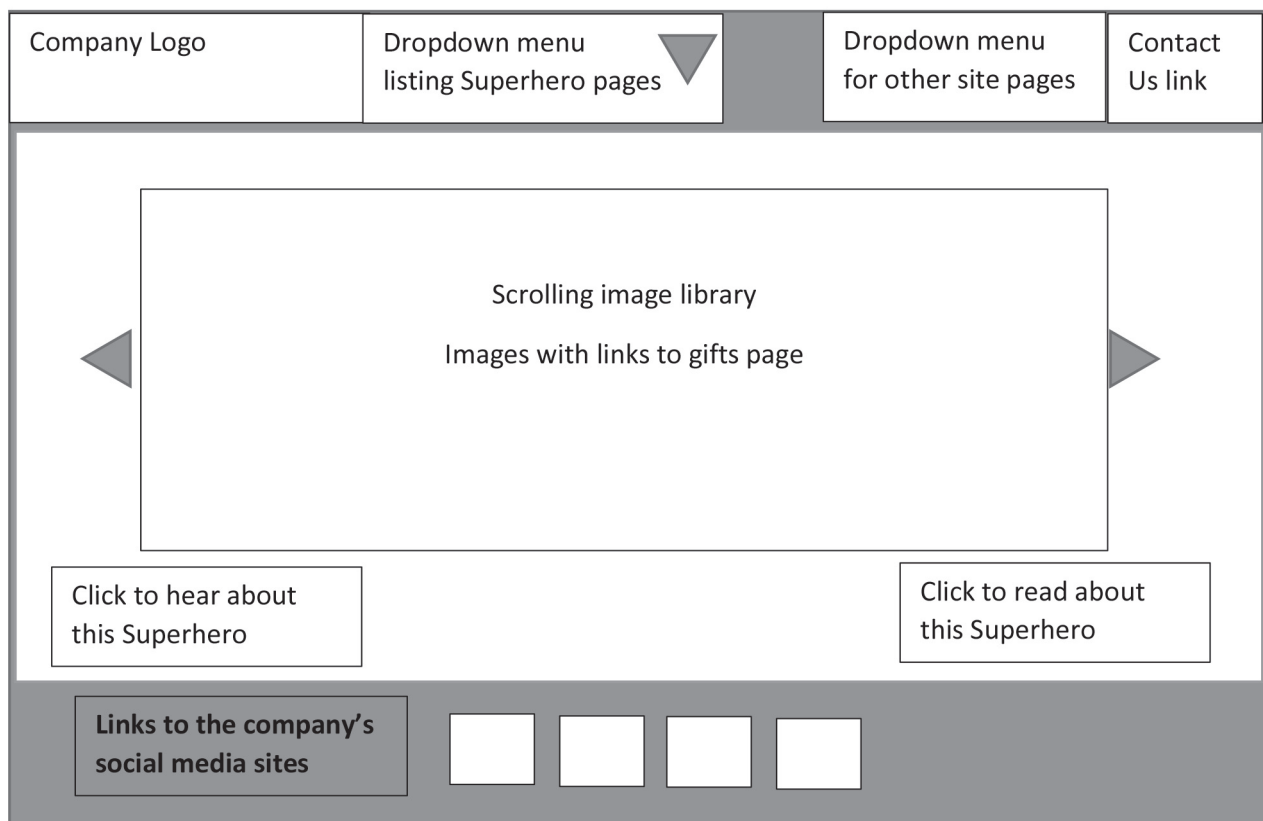 Company Logo
Dropdown menu
listing Superhero pages
Dropdown menu
for other site pages
Contact
Us link
Scrolling image library
Images with links to gifts page
Click to hear about
this Superhero
Click to read about
this Superhero
Links to the company’s
social media sites